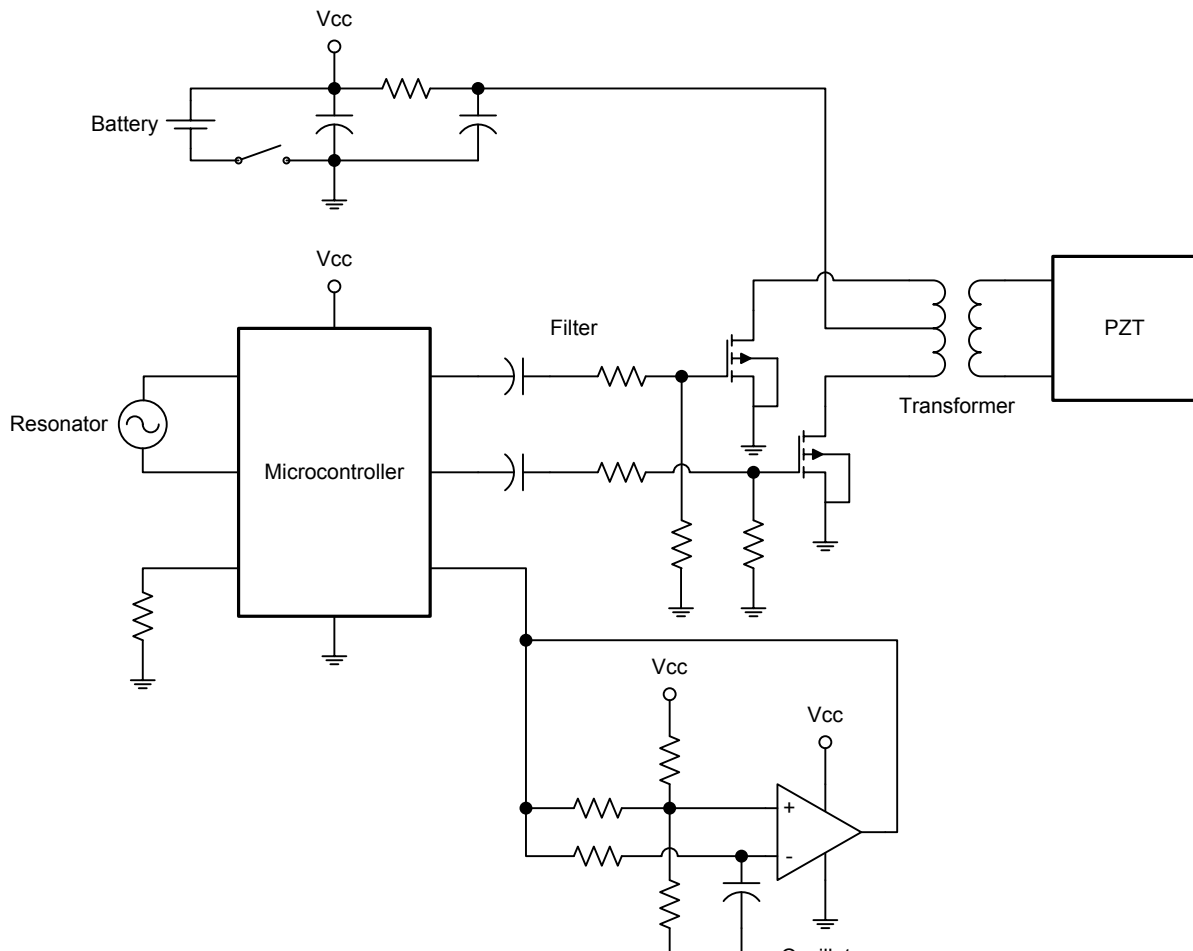 Vcc
Battery
Vcc
Filter
PZT
Resonator
Transformer
Microcontroller
Vcc
Vcc
+
-